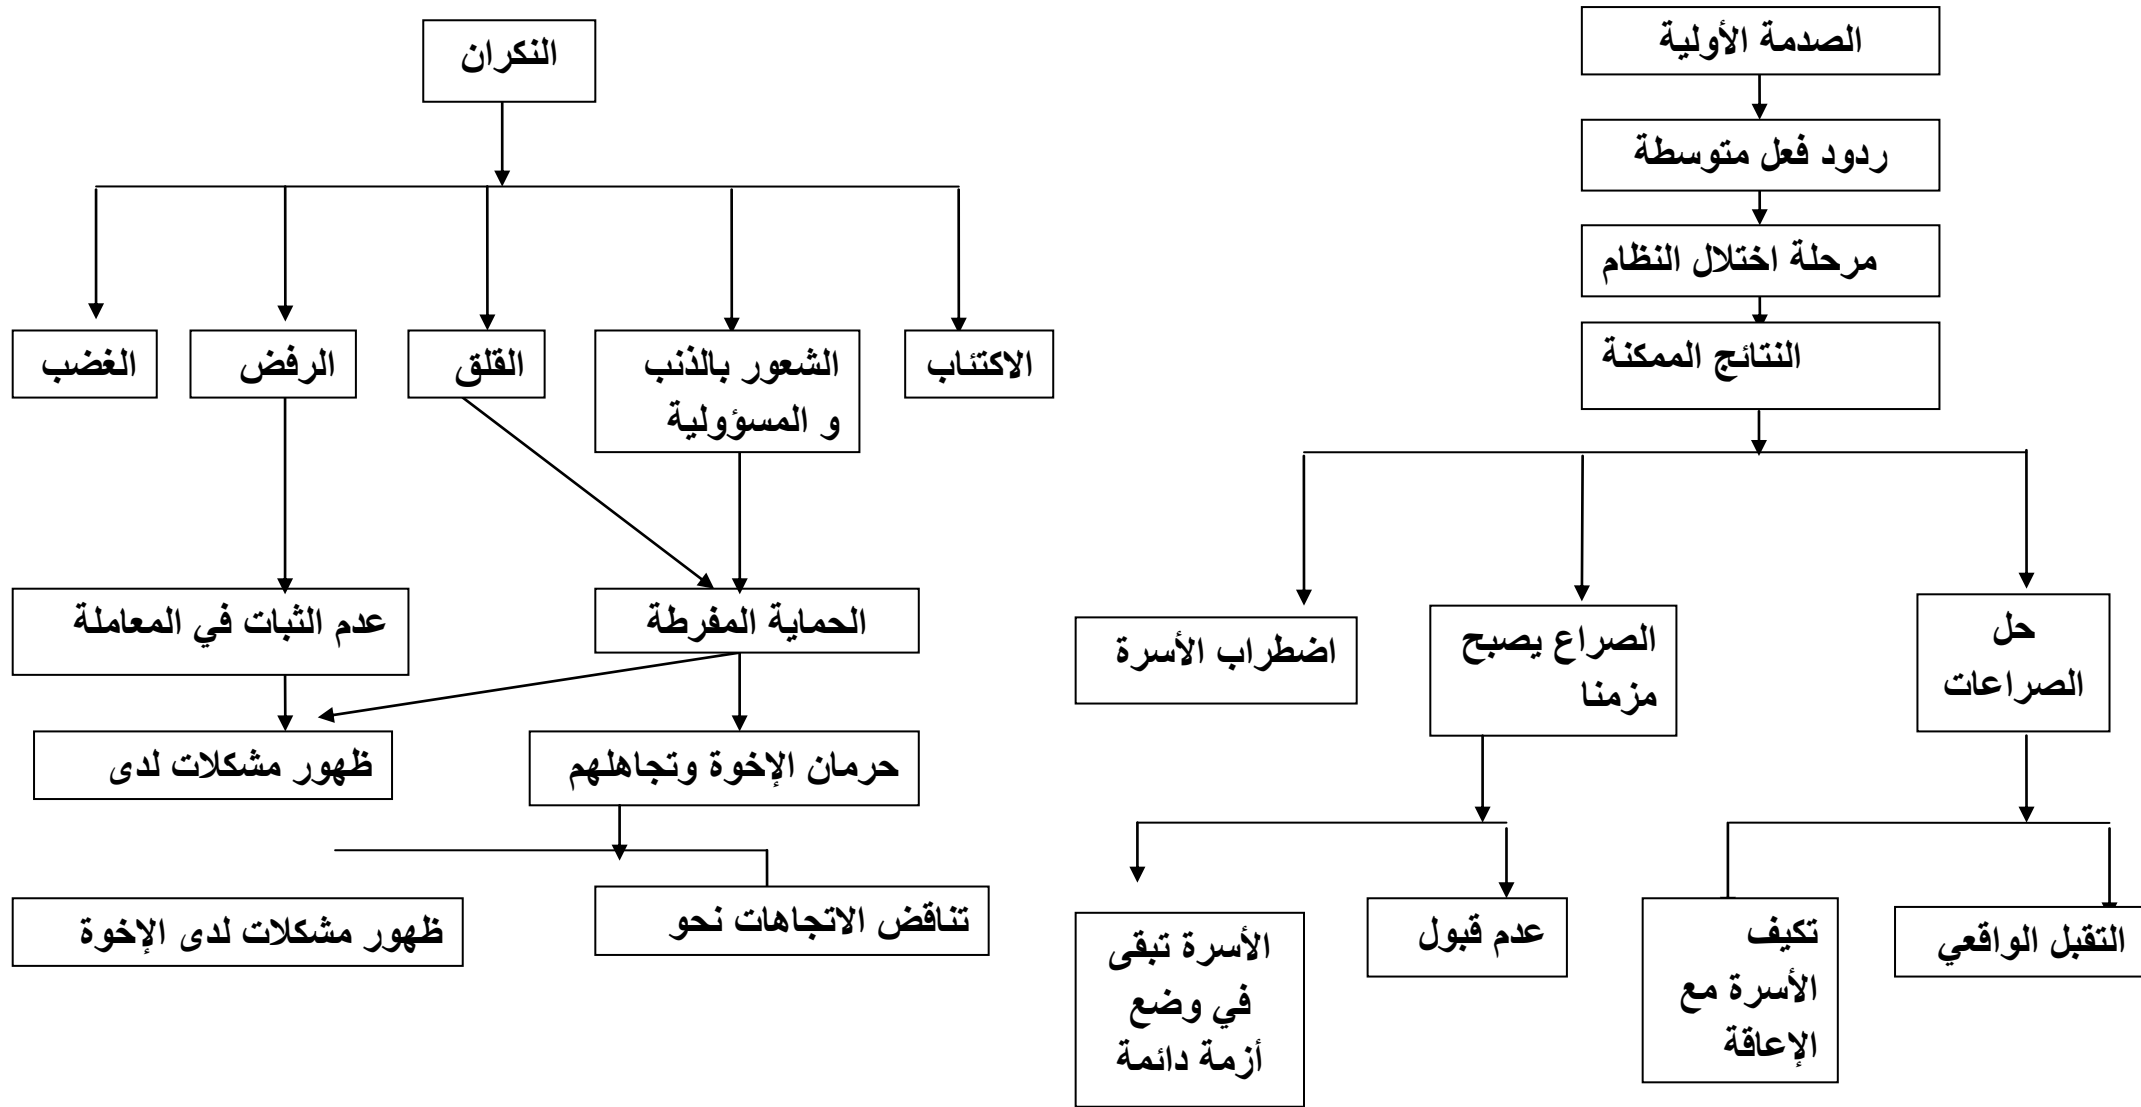 الصدمة الأولية
ردود فعل متوسطة
مرحلة اختلال النظام
النتائج الممكنة
حل
الصراعات
الصراع يصبح
مزمنا
اضطراب الأسرة
التقبل الواقعي
تكيف
الأسرة مع
الإعاقة
عدم قبول
الأسرة تبقى
في وضع
أزمة دائمة
النكران
الاكتئاب
الشعور بالذنب
و المسؤولية
القلق
الرفض
الغضب
الحماية المفرطة
عدم الثبات في المعاملة
حرمان الإخوة وتجاهلهم
ظهور مشكلات لدى
تناقض الاتجاهات نحو
ظهور مشكلات لدى الإخوة